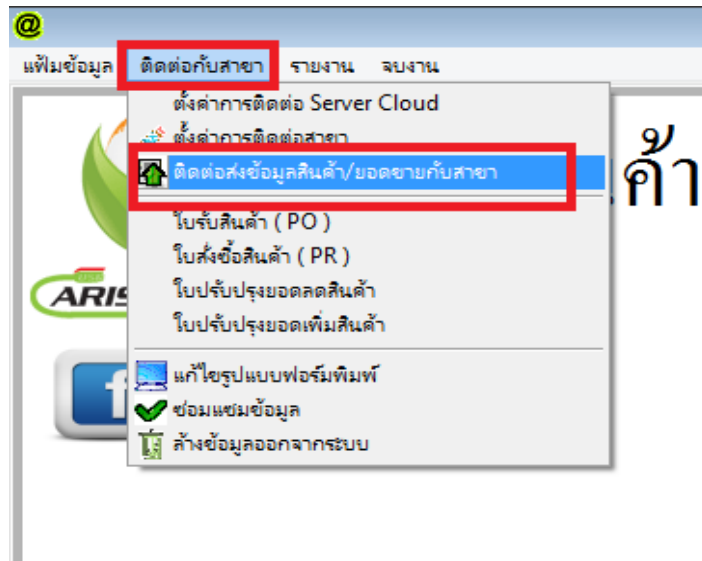 @
แฟ้มข้อมูล ติดต่อกับสาขา รายงาน จบงาน
ตั้งค่าการติดต่อ Server Cloud
ตั้งค่าการติดต่อสาขา
ติดต่อส่งข้อมูลสินค้า/ยอดขายกับสาขา
ค้า
ใบรับสินค้า ( PO )
ใบสั่งซื้อสินค้า ( PR )
ใบปรับปรุงยอดลดสินค้า
ARIS
ใบปรับปรุงยอดเพิ่มสินค้า
แก้ไขรูปแบบฟอร์มพิมพ์
f
ซ่อมแซมข้อมูล
ล้างข้อมูลออกจากระบบ